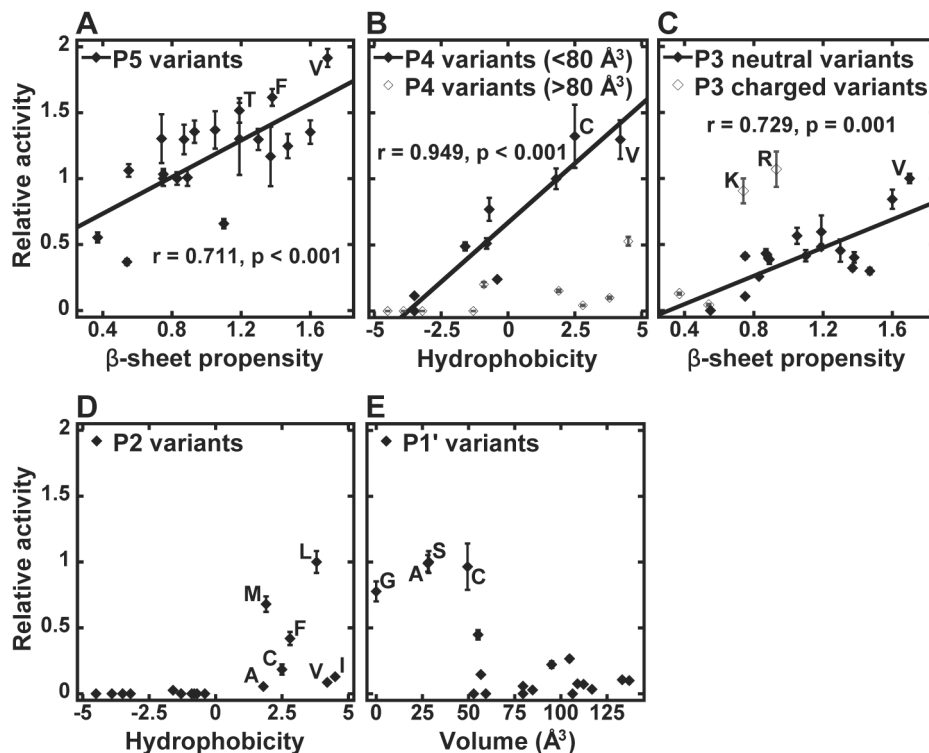 A
P5 variants
V
F
T
r = 0.711, p < 0.001
2
1.5
1
0.5
0
0.4 0.8 1.2 1.6
β-sheet propensity
Relative activity
B
P4 variants (<80 Å³)
P4 variants (>80 Å³)
r = 0.949, p < 0.001
C
V
-5 -2.5 0 2.5 5
Hydrophobicity
C
P3 neutral variants
P3 charged variants
r = 0.729, p = 0.001
K
R
V
0.4 0.8 1.2 1.6
β-sheet propensity
D
P2 variants
L
M
F
C
A
V
I
2
1.5
1
0.5
0
-5 -2.5 0 2.5 5
Hydrophobicity
Relative activity
E
P1' variants
G
A
S
C
0 25 50 75 100 125
Volume (Å³)